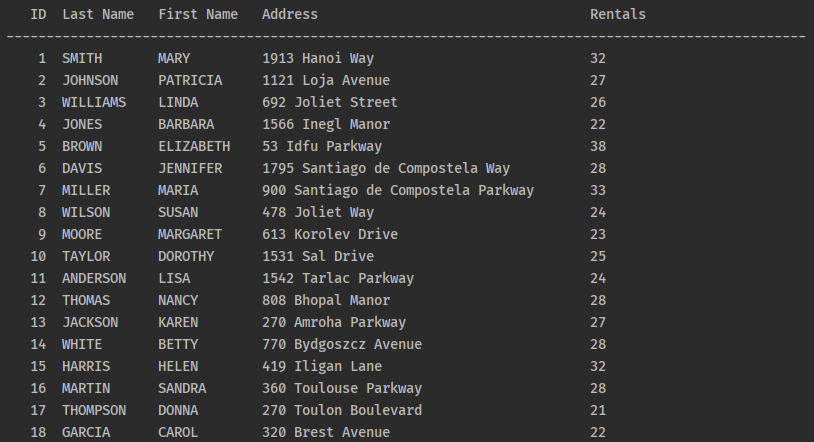 ID  Last Name   First Name   Address                                  Rentals
----------------------------------------------------------------------------------------------------
 1  SMITH       MARY         1913 Hanoi Way                           32
 2  JOHNSON     PATRICIA     1121 Loja Avenue                         27
 3  WILLIAMS    LINDA        692 Joliet Street                        26
 4  JONES       BARBARA      1566 Inegl Manor                         22
 5  BROWN       ELIZABETH    53 Idfu Parkway                          38
 6  DAVIS       JENNIFER     1795 Santiago de Compostela Way          28
 7  MILLER      MARIA        900 Santiago de Compostela Parkway       33
 8  WILSON      SUSAN        478 Joliet Way                           24
 9  MOORE       MARGARET     613 Korolev Drive                        23
10  TAYLOR      DOROTHY      1531 Sal Drive                           25
11  ANDERSON    LISA         1542 Tarlac Parkway                      24
12  THOMAS      NANCY        808 Bhopal Manor                         28
13  JACKSON     KAREN        270 Amroha Parkway                       27
14  WHITE       BETTY        770 Bydgoszcz Avenue                     28
15  HARRIS      HELEN        419 Iligan Lane                          32
16  MARTIN      SANDRA       360 Toulouse Parkway                     28
17  THOMPSON    DONNA        270 Toulon Boulevard                     21
18  GARCIA      CAROL        320 Brest Avenue                         22